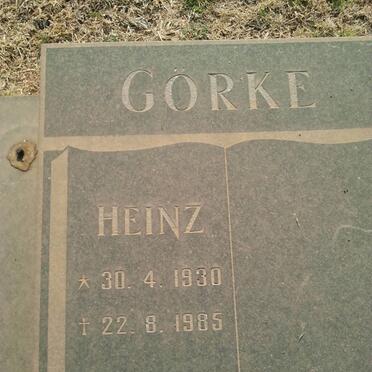 GÖRKE
HEINZ
* 30. 4. 1930
† 22. 8. 1985